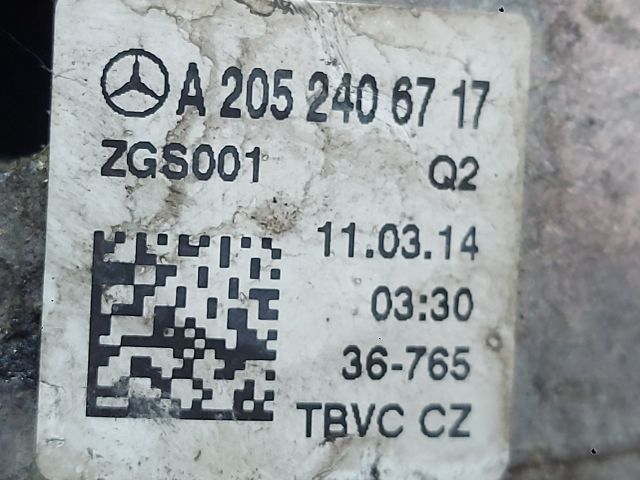 A 205 240 67 17
ZGS001 Q2
11.03.14
03:30
36-765
TBVC CZ